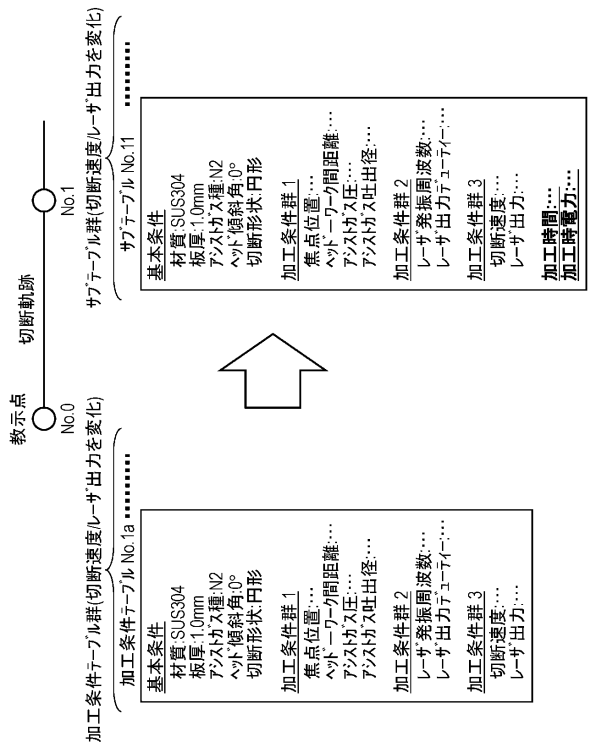 教示点
切断軌跡
No.0
No.1
加工条件テーブル群(切断速度/レーザ出力を変化)
加工条件テーブル No.1a
基本条件
材質:SUS304
板厚:1.0mm
アシストガス種:N2
ヘッド傾斜角:0°
切断形状:円形
加工条件群1
焦点位置:…
ヘッドーワーク間距離:…
アシストガス圧:…
アシストガス吐出径:…
加工条件群2
レーザ発振周波数:…
レーザ出力デューティー:…
加工条件群3
切断速度:…
レーザ出力:…
サブテーブル群(切断速度/レーザ出力を変化)
サブテーブル No.11
基本条件
材質:SUS304
板厚:1.0mm
アシストガス種:N2
ヘッド傾斜角:0°
切断形状:円形
加工条件群1
焦点位置:…
ヘッドーワーク間距離:…
アシストガス圧:…
アシストガス吐出径:…
加工条件群2
レーザ発振周波数:…
レーザ出力デューティー:…
加工条件群3
切断速度:…
レーザ出力:…
加工時間:…
加工時電力:…